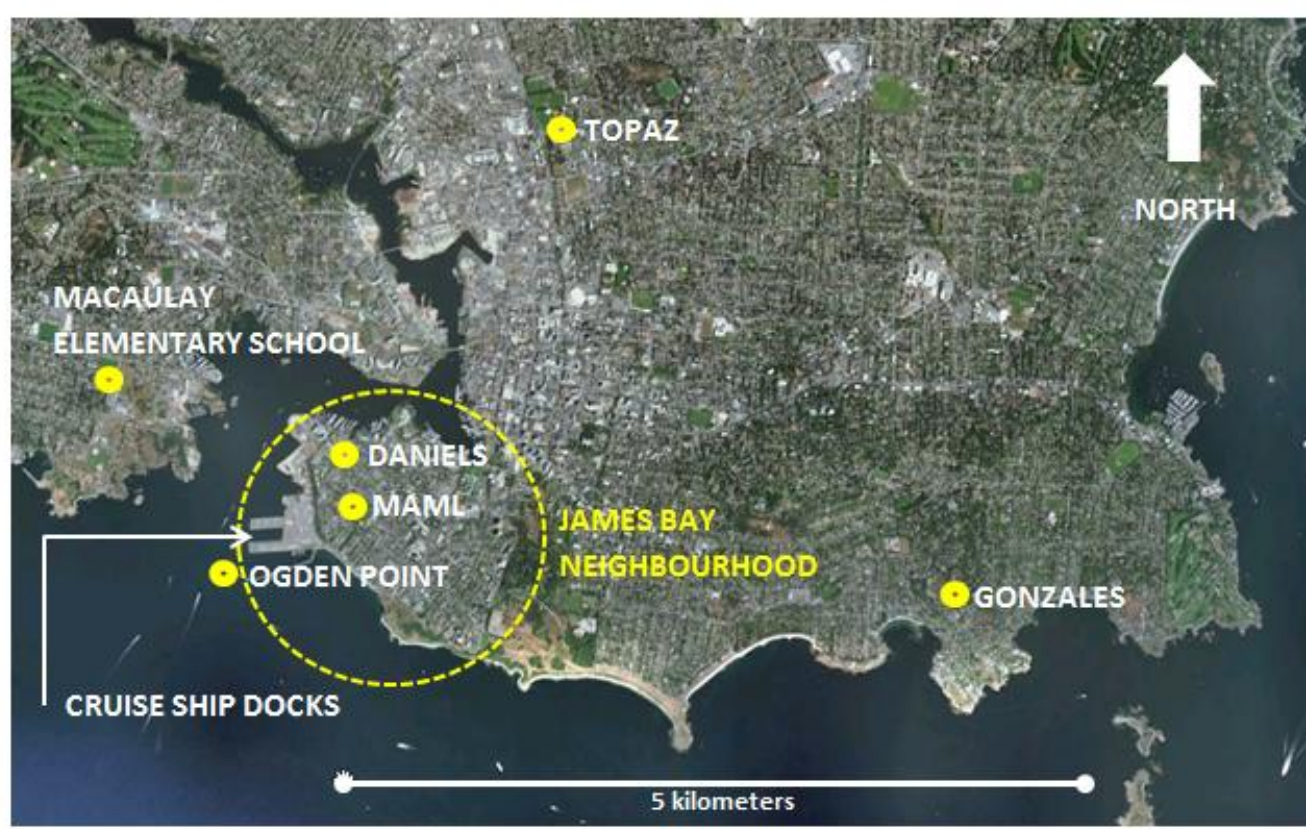 TOPAZ
NORTH
MACAULAY
ELEMENTARY SCHOOL
DANIELS
MAML
JAMES BAY
NEIGHBOURHOOD
OGDEN POINT
GONZALES
CRUISE SHIP DOCKS
5 kilometers